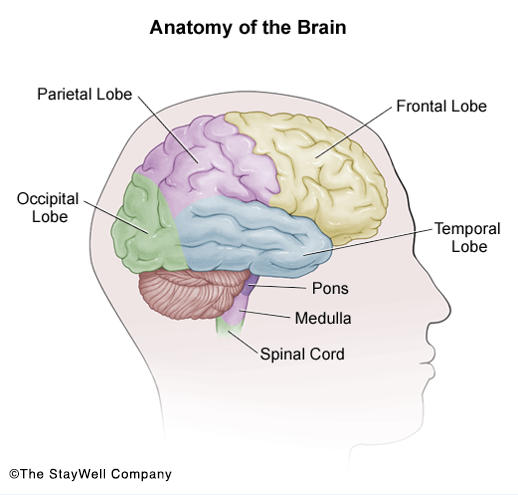 Anatomy of the Brain
Parietal Lobe
Frontal Lobe
Occipital
Lobe
Temporal
Lobe
Pons
Medulla
Spinal Cord
©The StayWell Company